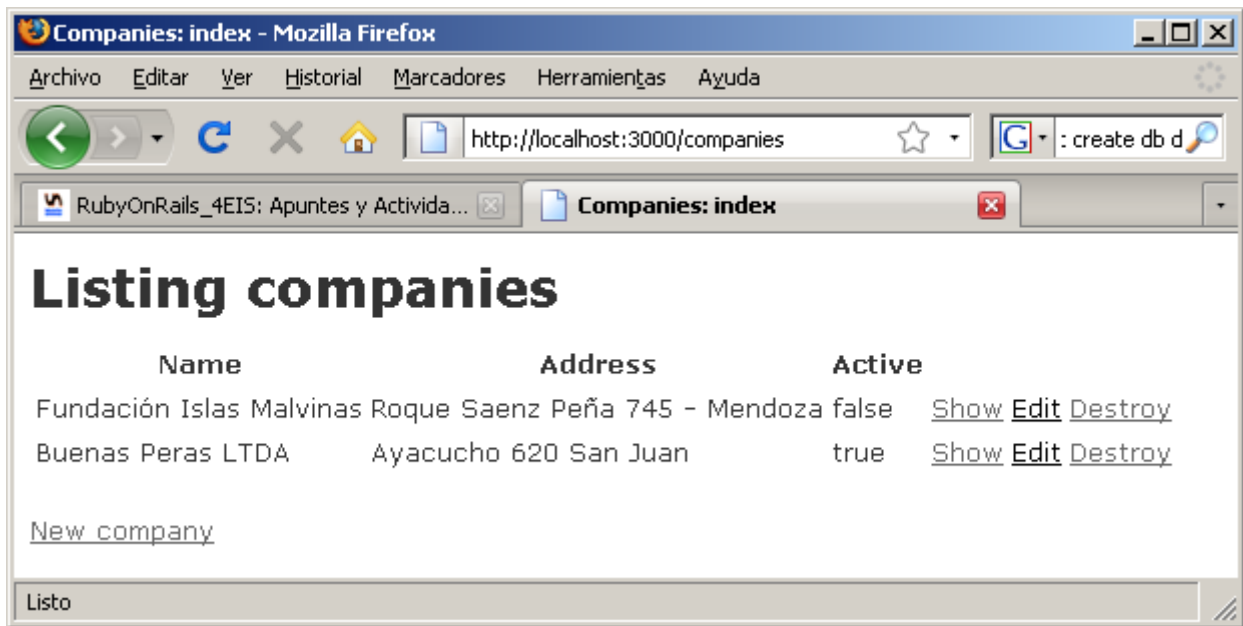 Companies: index - Mozilla Firefox
Archivo Editar Ver Historial Marcadores Herramientas Ayuda
http://localhost:3000/companies G : create db d
RubyOnRails_4EIS: Apuntes y Activida... Companies: index
Listing companies
Name Address Active
Fundación Islas Malvinas Roque Saenz Peña 745 - Mendoza false Show Edit Destroy
Buenas Peras LTDA Ayacucho 620 San Juan true Show Edit Destroy
New company
Listo